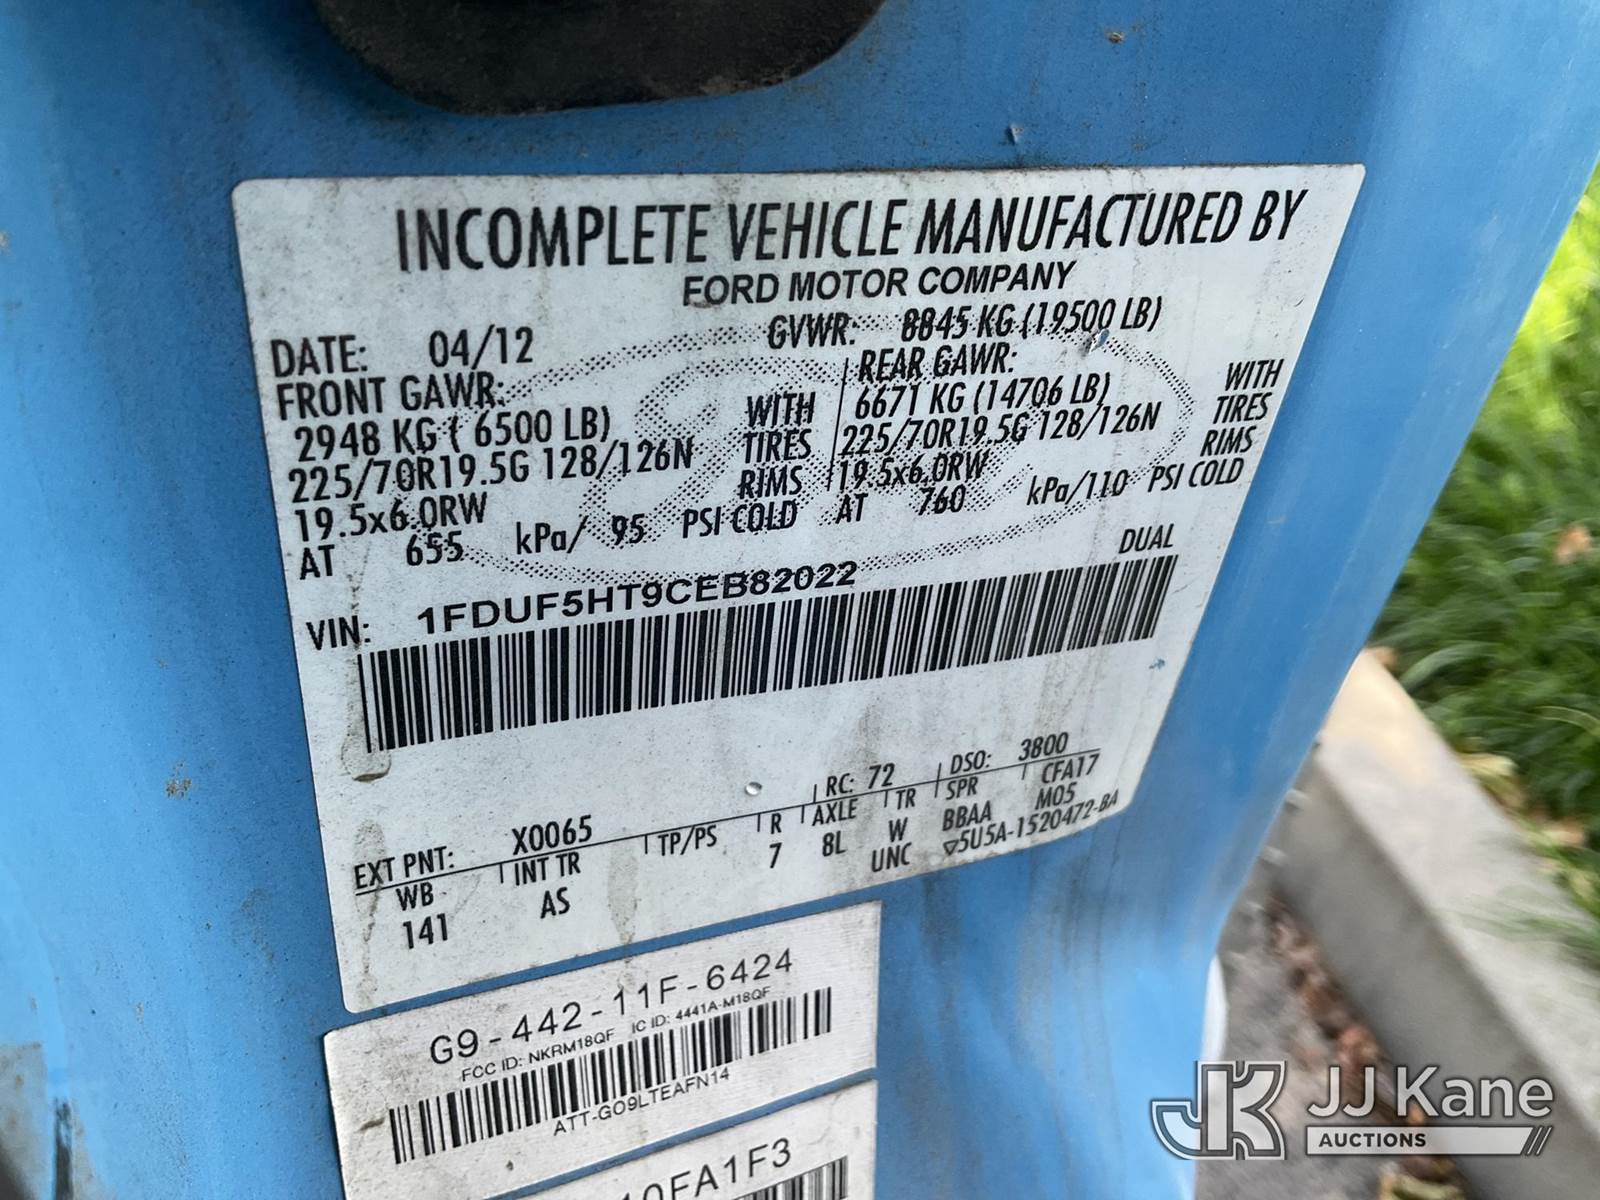 INCOMPLETE VEHICLE MANUFACTURED BY
FORD MOTOR COMPANY
DATE: 04/12 GVWR: 8845 KG (19500 LB)
FRONT GAWR: REAR GAWR:
2948 KG ( 6500 LB) WITH 6671 KG (14706 LB) WITH
225/70R19.5G 128/126N TIRES 225/70R19.5G 128/126N TIRES
19.5x6.0RW RIMS 19.5x6.0RW RIMS
AT 655 kPa/ 95 PSI COLD AT 760 kPa/110 PSI COLD
DUAL
VIN: 1FDUF5HT9CEB82022
EXT PNT: X0065 RC: 72 DSO: 3800
WB INT TR TP/PS R AXLE TR SPR CFA17
141 AS 7 8L W BBAA M05
UNC ▽5U5A-1520472-BA
G9-442-11F-6424
FCC ID: NKRM18QF IC ID: 4441A-M18QF
ATT-GO9LTEAFN14
10FA1F3
JK JJ Kane
AUCTIONS